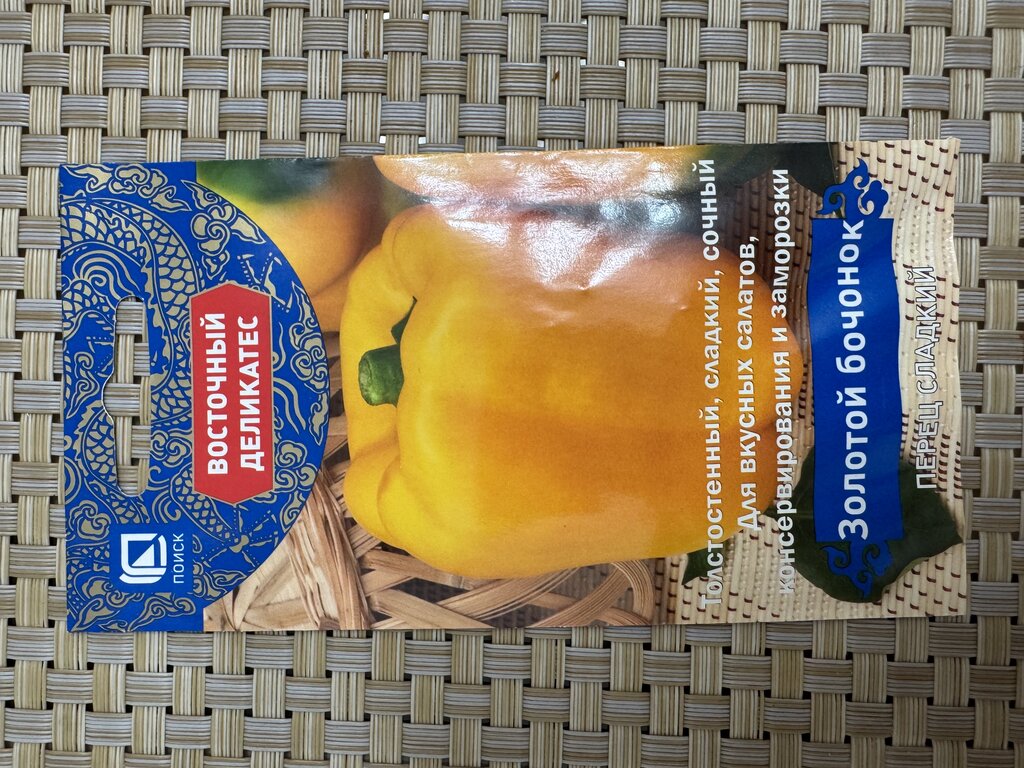 ПОИСК
ВОСТОЧНЫЙ
ДЕЛИКАТЕС
Толстостенный, сладкий, сочный
Для вкусных салатов,
консервирования и заморозки
Золотой бочонок
ПЕРЕЦ СЛАДКИЙ